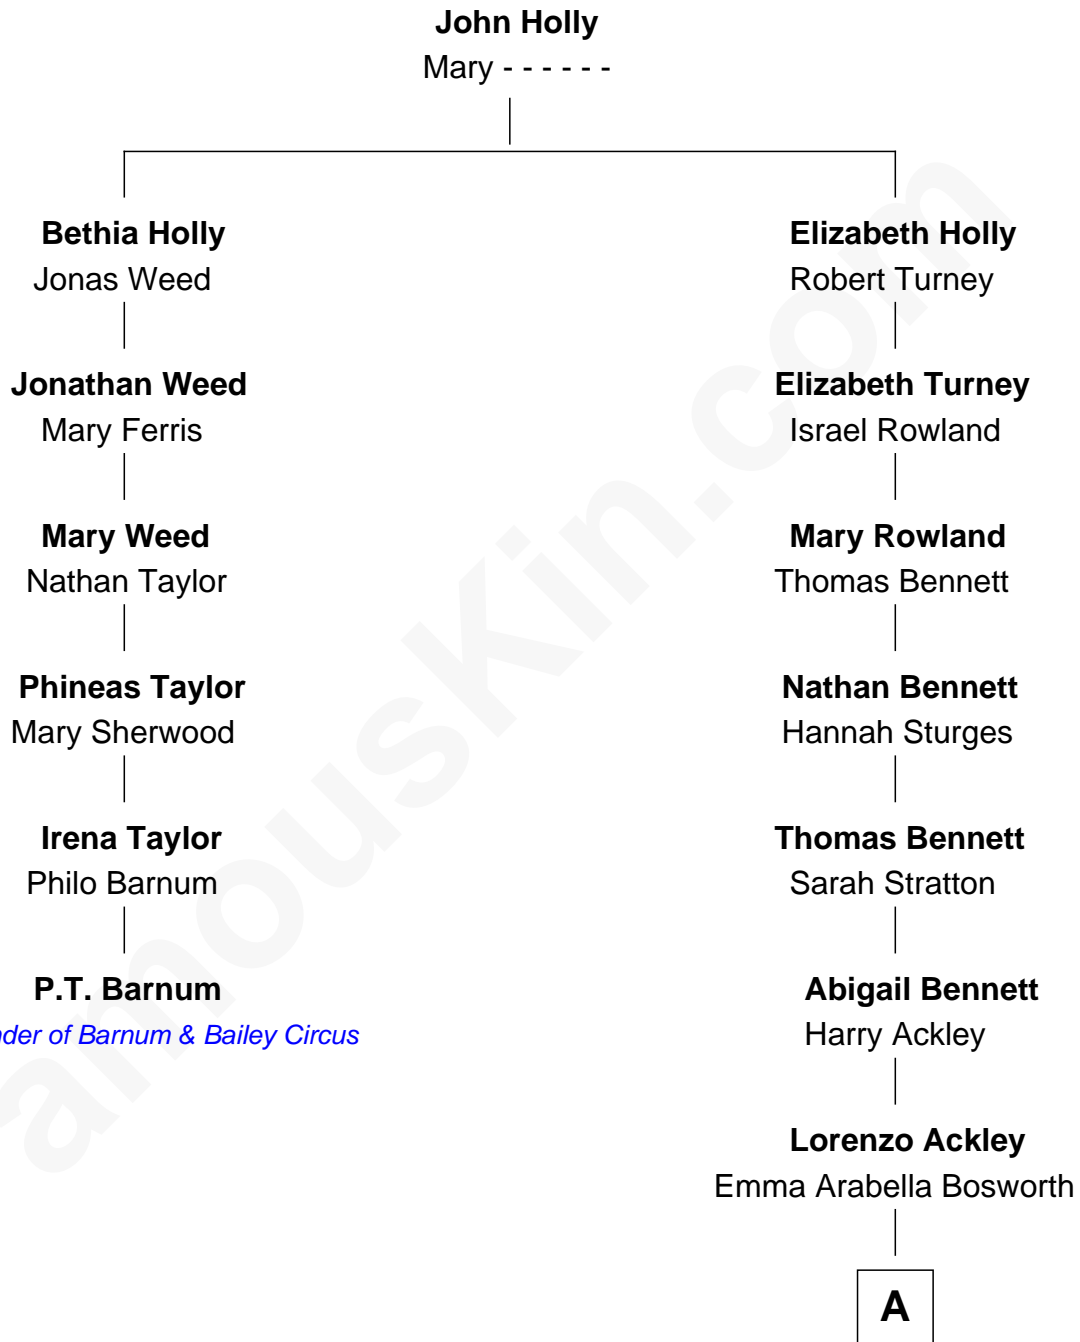 John Holly
Mary - - - - - -
Bethia Holly
Jonas Weed
Elizabeth Holly
Robert Turney
Jonathan Weed
Mary Ferris
Elizabeth Turney
Israel Rowland
Mary Weed
Nathan Taylor
Mary Rowland
Thomas Bennett
Phineas Taylor
Mary Sherwood
Nathan Bennett
Hannah Sturges
Irena Taylor
Philo Barnum
Thomas Bennett
Sarah Stratton
P.T. Barnum
nder of Barnum & Bailey Circus
Abigail Bennett
Harry Ackley
Lorenzo Ackley
Emma Arabella Bosworth
A
amousKin.com